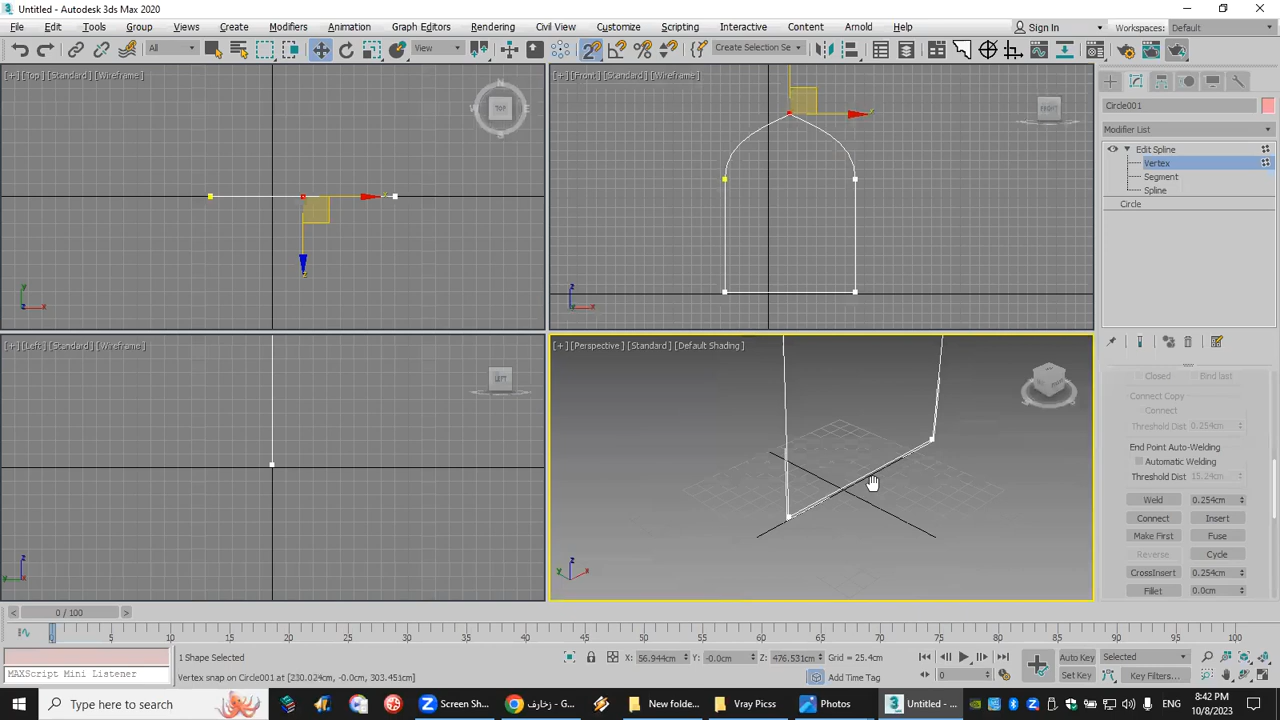 Untitled - Autodesk 3ds Max 2020
File Edit Tools Group Views Create Modifiers Animation Graph Editors Rendering Civil View Customize Scripting Interactive Content Arnold Help Sign In Workspaces: Default
All View Create Selection Se
[+] [Top] [Standard] [Wireframe]
N
W TOP E
S
y
z x
[+] [Front] [Standard] [Wireframe]
FRONT
z
x
[+] [Left] [Standard] [Wireframe]
LEFT
z
y
[+] [Perspective] [Standard] [Default Shading]
z
y x
Circle001
Modifier List
Edit Spline
Vertex
Segment
Spline
Circle
Closed Bind last
Connect Copy
Connect
Threshold Dist 0.254cm
End Point Auto-Welding
Automatic Welding
Threshold Dist 15.24cm
Weld 0.254cm
Connect Insert
Make First Fuse
Reverse Cycle
CrossInsert 0.254cm
Fillet 0.0cm
< 0 / 100 >
0 5 10 15 20 25 30 35 40 45 50 55 60 65 70 75 80 85 90 95 100
1 Shape Selected X: 56.944cm Y: -0.0cm Z: 476.531cm Grid = 25.4cm Auto Key Selected
MAXScript Mini Listener Vertex snap on Circle001 at [230.024cm, -0.0cm, 303.451cm] Add Time Tag 0 Set Key Key Filters...
Type here to search Screen Sh... زخارف - G... New folde... Vray Picss Photos Untitled - ... 8:42 PM
10/8/2023